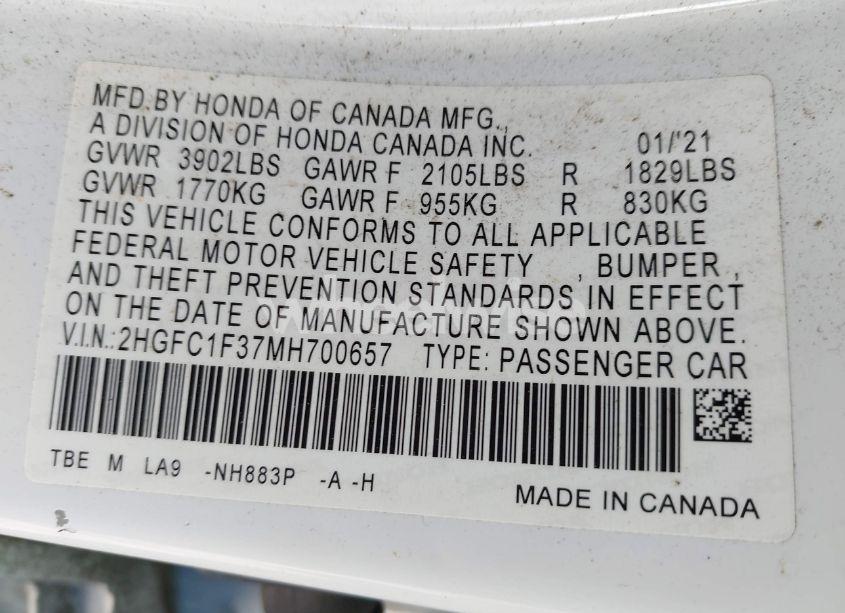 MFD.BY HONDA OF CANADA MFG.,
A DIVISION OF HONDA CANADA INC. 01/'21
GVWR 3902LBS GAWR F 2105LBS R 1829LBS
GVWR 1770KG GAWR F 955KG R 830KG
THIS VEHICLE CONFORMS TO ALL APPLICABLE
FEDERAL MOTOR VEHICLE SAFETY , BUMPER ,
AND THEFT PREVENTION STANDARDS IN EFFECT
ON THE DATE OF MANUFACTURE SHOWN ABOVE.
V.I.N.:2HGFC1F37MH700657 TYPE: PASSENGER CAR
TBE M LA9 -NH883P -A -H
MADE IN CANADA